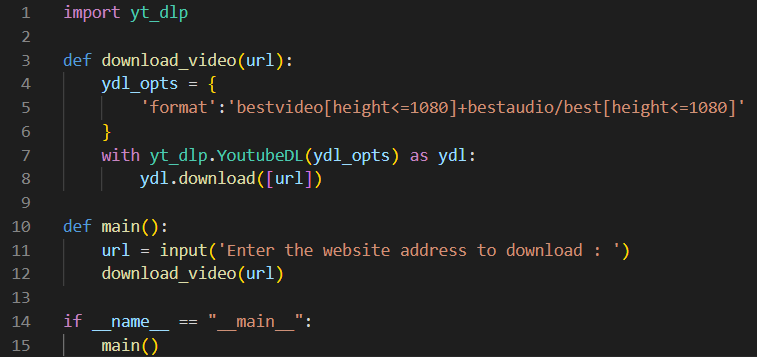 1 import yt_dlp
2
3 def download_video(url):
4     ydl_opts = {
5         'format':'bestvideo[height<=1080]+bestaudio/best[height<=1080]'
6     }
7     with yt_dlp.YoutubeDL(ydl_opts) as ydl:
8         ydl.download([url])
9
10 def main():
11     url = input('Enter the website address to download : ')
12     download_video(url)
13
14 if __name__ == "__main__":
15     main()